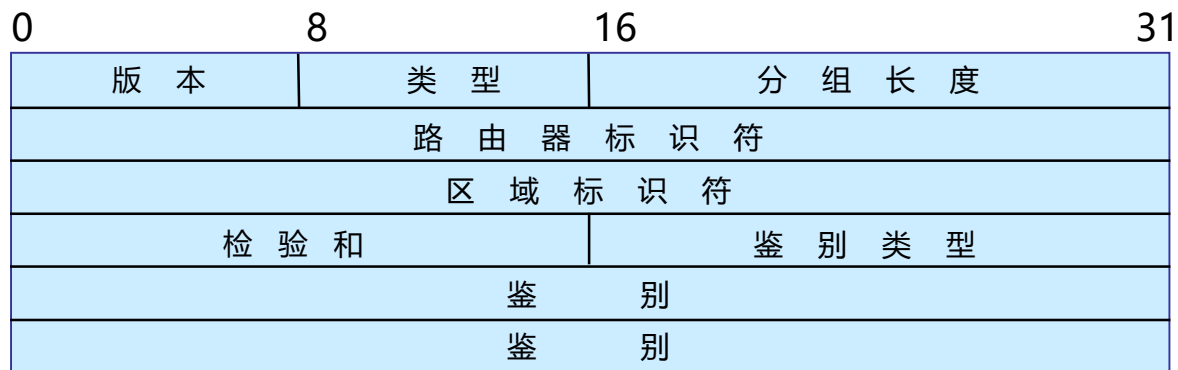 0 8 16 31
版 本 类 型 分 组 长 度
路 由 器 标 识 符
区 域 标 识 符
检 验 和 鉴 别 类 型
鉴 别
鉴 别